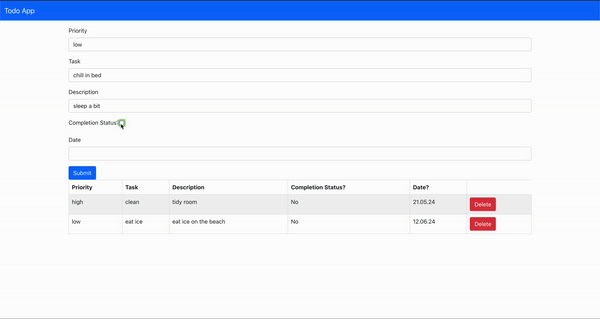 Todo App
Priority
low
Task
chill in bed
Description
sleep a bit
Completion Status
Date
Submit
Priority Task Description Completion Status? Date?
high clean tidy room No 21.05.24 Delete
low eat ice eat ice on the beach No 12.06.24 Delete